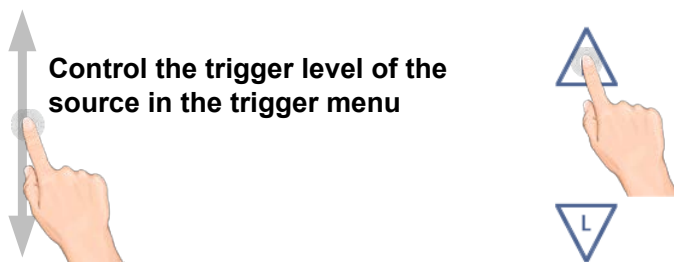 Control the trigger level of the
source in the trigger menu
L